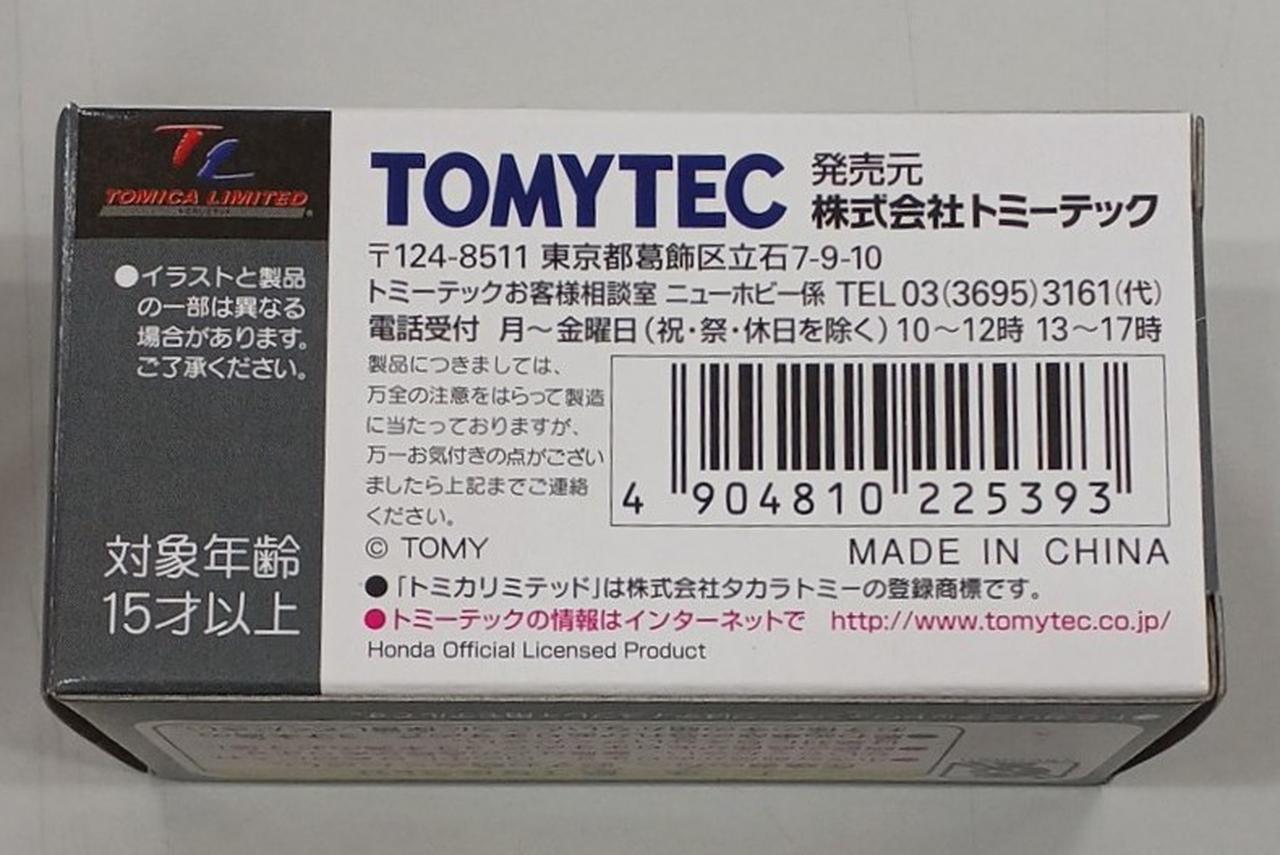 TL
TOMICA LIMITED
●イラストと製品
の一部は異なる
場合があります。
ご了承ください。
対象年齢
15才以上
TOMYTEC 発売元
株式会社トミーテック
〒124-8511 東京都葛飾区立石7-9-10
トミーテックお客様相談室 ニューホビー係 TEL 03(3695)3161(代)
電話受付 月～金曜日(祝・祭・休日を除く)10～12時 13～17時
製品につきましては、
万全の注意をはらって製造
に当たっておりますが、
万一お気付きの点がござい
ましたら上記までご連絡
ください。
4 904810 225393
© TOMY MADE IN CHINA
●「トミカリミテッド」は株式会社タカラトミーの登録商標です。
●トミーテックの情報はインターネットで http://www.tomytec.co.jp/
Honda Official Licensed Product